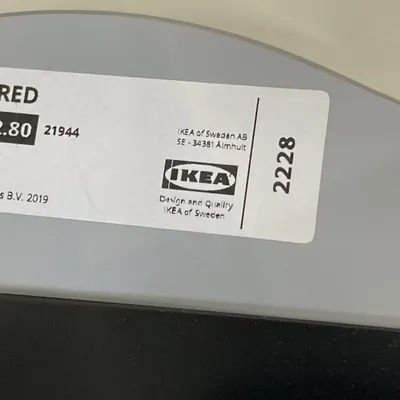 RED
2.80 21944
IKEA of Sweden AB
SE - 34381 Älmhult
IKEA
Design and Quality
IKEA of Sweden
s B.V. 2019
2228